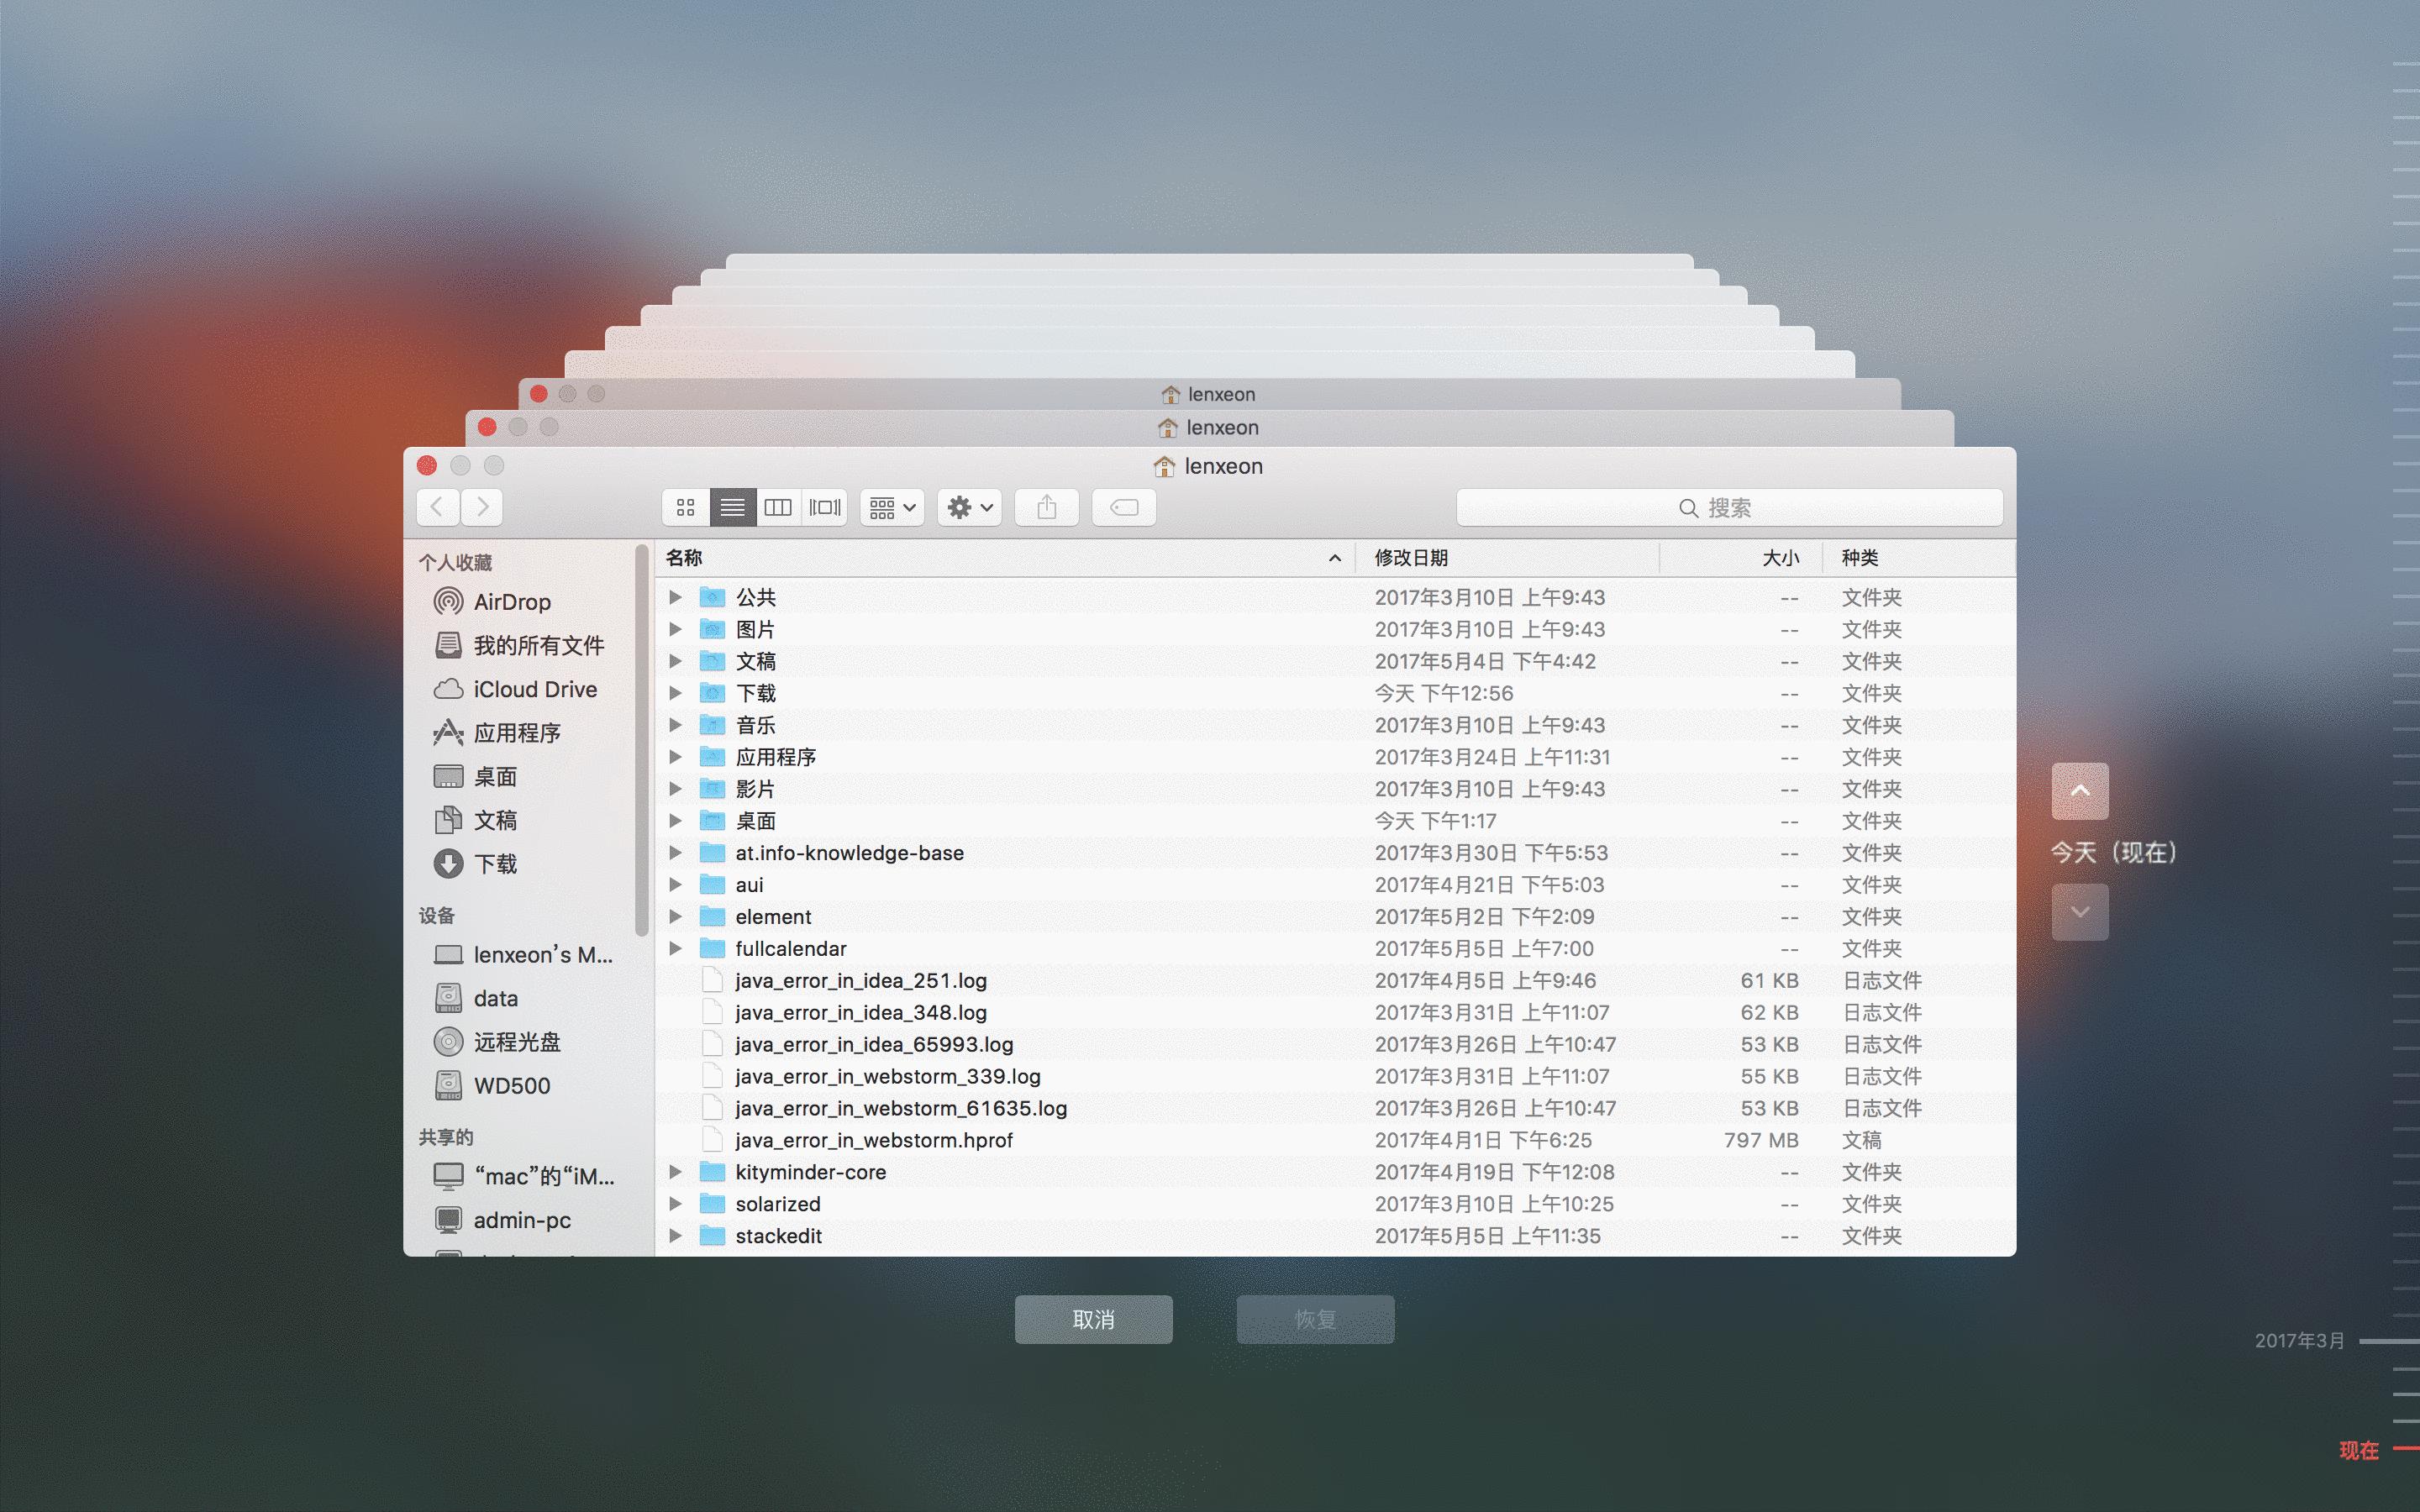 lenxeon
lenxeon
lenxeon
搜索
个人收藏
AirDrop
我的所有文件
iCloud Drive
应用程序
桌面
文稿
下载
设备
lenxeon’s M...
data
远程光盘
WD500
共享的
“mac”的“iM...
admin-pc
名称 修改日期 大小 种类
公共 2017年3月10日 上午9:43 -- 文件夹
图片 2017年3月10日 上午9:43 -- 文件夹
文稿 2017年5月4日 下午4:42 -- 文件夹
下载 今天 下午12:56 -- 文件夹
音乐 2017年3月10日 上午9:43 -- 文件夹
应用程序 2017年3月24日 上午11:31 -- 文件夹
影片 2017年3月10日 上午9:43 -- 文件夹
桌面 今天 下午1:17 -- 文件夹
at.info-knowledge-base 2017年3月30日 下午5:53 -- 文件夹
aui 2017年4月21日 下午5:03 -- 文件夹
element 2017年5月2日 下午2:09 -- 文件夹
fullcalendar 2017年5月5日 上午7:00 -- 文件夹
java_error_in_idea_251.log 2017年4月5日 上午9:46 61 KB 日志文件
java_error_in_idea_348.log 2017年3月31日 上午11:07 62 KB 日志文件
java_error_in_idea_65993.log 2017年3月26日 上午10:47 53 KB 日志文件
java_error_in_webstorm_339.log 2017年3月31日 上午11:07 55 KB 日志文件
java_error_in_webstorm_61635.log 2017年3月26日 上午10:47 53 KB 日志文件
java_error_in_webstorm.hprof 2017年4月1日 下午6:25 797 MB 文稿
kityminder-core 2017年4月19日 下午12:08 -- 文件夹
solarized 2017年3月10日 上午10:25 -- 文件夹
stackedit 2017年5月5日 上午11:35 -- 文件夹
今天（现在）
取消
恢复
2017年3月
现在